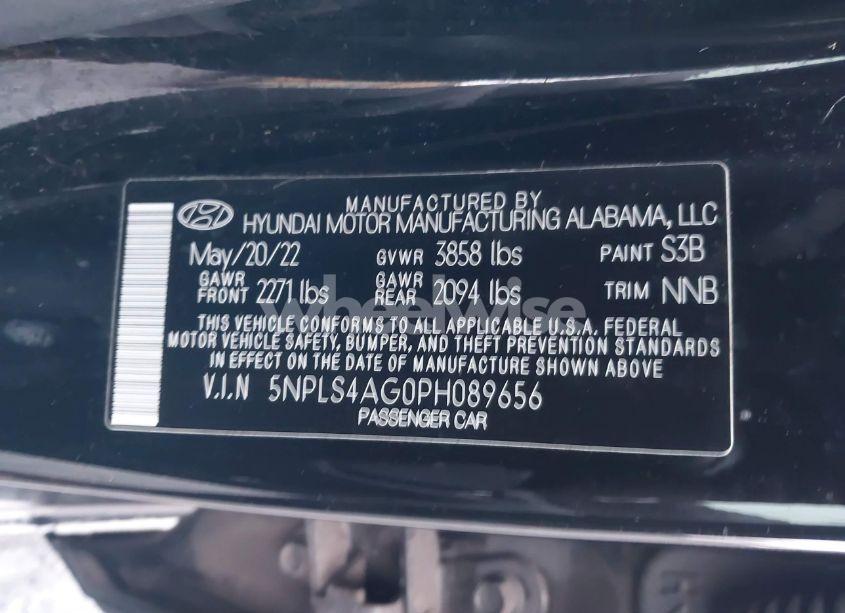 MANUFACTURED BY
HYUNDAI MOTOR MANUFACTURING ALABAMA, LLC
May/20/22 GVWR 3858 lbs PAINT S3B
GAWR FRONT 2271 lbs GAWR REAR 2094 lbs TRIM NNB
THIS VEHICLE CONFORMS TO ALL APPLICABLE U.S.A. FEDERAL
MOTOR VEHICLE SAFETY, BUMPER, AND THEFT PREVENTION STANDARDS
IN EFFECT ON THE DATE OF MANUFACTURE SHOWN ABOVE
V.I.N 5NPLS4AG0PH089656
PASSENGER CAR
wheelwise